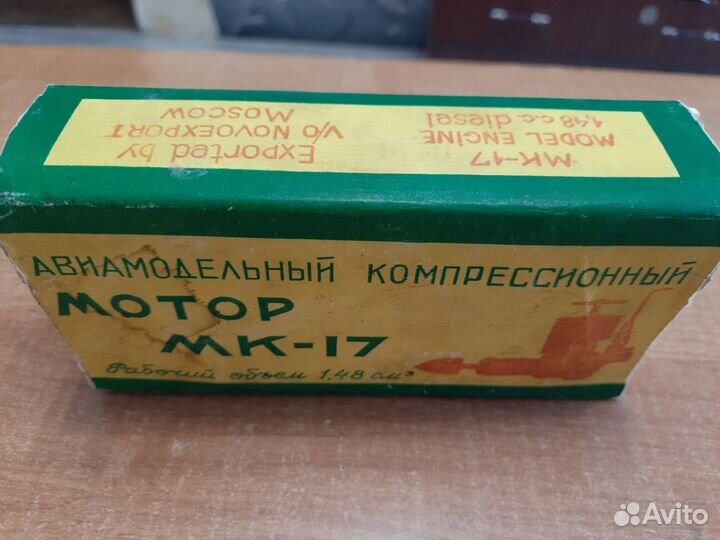 МК-17
MODEL ENGINE
1,48 c.c. diesel
Exported by
V/O NOVOEXPORT
MOSCOW
АВИАМОДЕЛЬНЫЙ КОМПРЕССИОННЫЙ
МОТОР
МК-17
Рабочий объем 1,48 см³
Avito